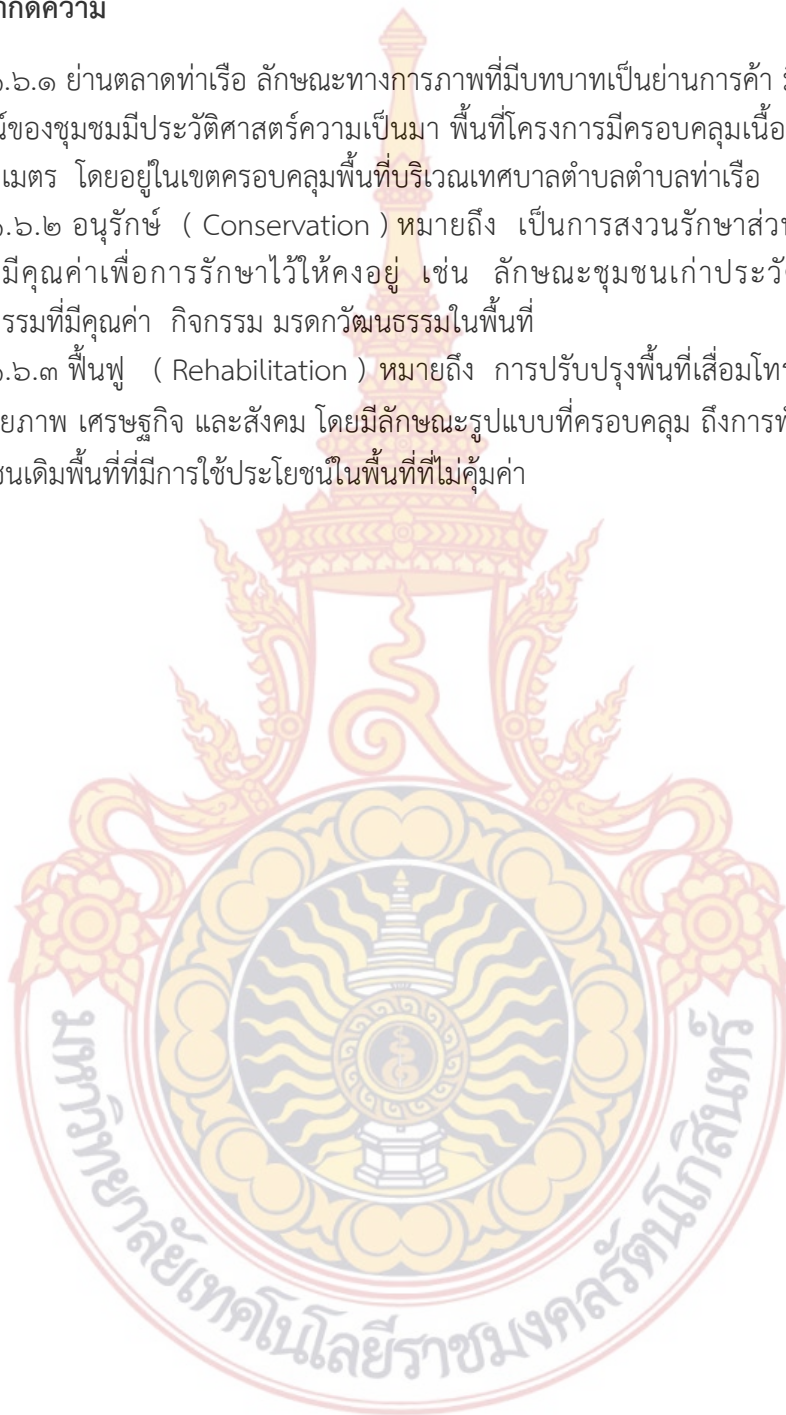 กัดความ
.๖.๑ ย่านตลาดท่าเรือ ลักษณะทางการภาพที่มีบทบาทเป็นย่านการค้า
ของชุมชนมีประวัติศาสตร์ความเป็นมา พื้นที่โครงการมีครอบคลุมเนื้อ
เมตร โดยอยู่ในเขตครอบคลุมพื้นที่บริเวณเทศบาลตำบลตำบลท่าเรือ
.๖.๒ อนุรักษ์ ( Conservation ) หมายถึง เป็นการสงวนรักษาส่วน
มีคุณค่าเพื่อการรักษาไว้ให้คงอยู่ เช่น ลักษณะชุมชนเก่าประวั
รรมที่มีคุณค่า กิจกรรม มรดกวัฒนธรรมในพื้นที่
.๖.๓ ฟื้นฟู ( Rehabilitation ) หมายถึง การปรับปรุงพื้นที่เสื่อมโทร
ยภาพ เศรษฐกิจ และสังคม โดยมีลักษณะรูปแบบที่ครอบคลุม ถึงการพั
ชนเดิมพื้นที่ที่มีการใช้ประโยชน์ในพื้นที่ที่ไม่คุ้มค่า
มหาวิทยาลัยเทคโนโลยีราชมงคลรัตนโกสินทร์